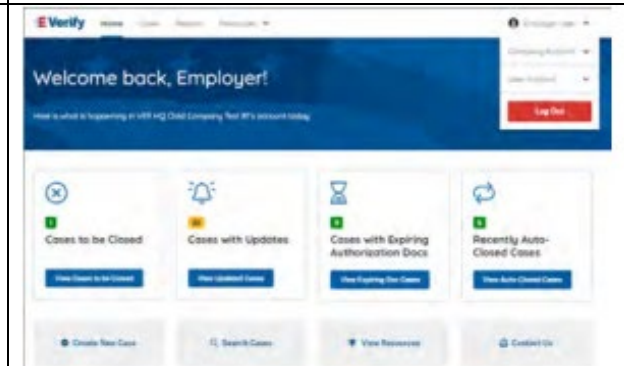 E-Verify Home Cases Reports Resources
Employer User
Company Account
User Account
Log Out
Welcome back, Employer!
Cases to be Closed
Cases with Updates
Cases with Expiring Authorization Docs
Recently Auto-Closed Cases
View Cases to be Closed
View Updated Cases
View Expiring Doc Cases
View Auto-Closed Cases
Create New Case
Search Cases
View Resources
Contact Us